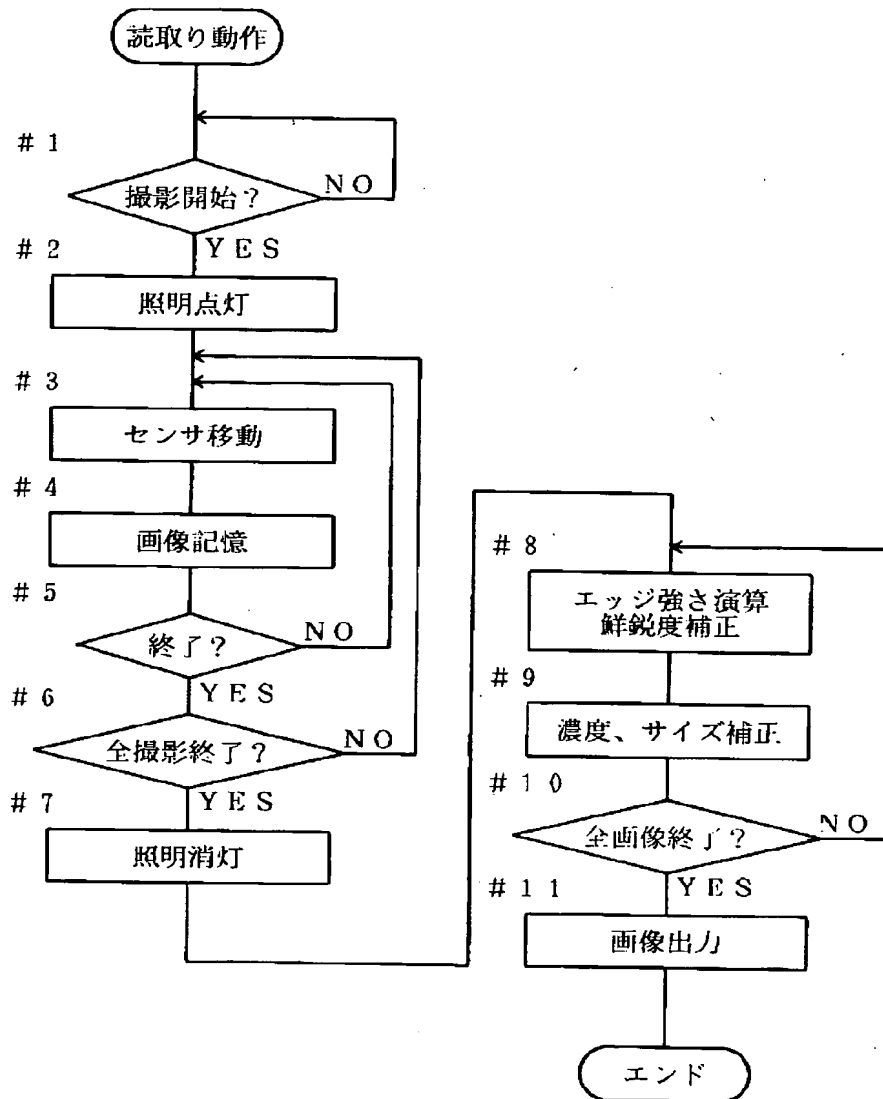 読取り動作
# 1
撮影開始？
NO
# 2
YES
照明点灯
# 3
センサ移動
# 4
画像記憶
# 5
終了？
NO
# 6
YES
全撮影終了？
NO
# 7
YES
照明消灯
# 8
エッジ強さ演算
鮮鋭度補正
# 9
濃度、サイズ補正
# 10
全画像終了？
NO
# 11
YES
画像出力
エンド